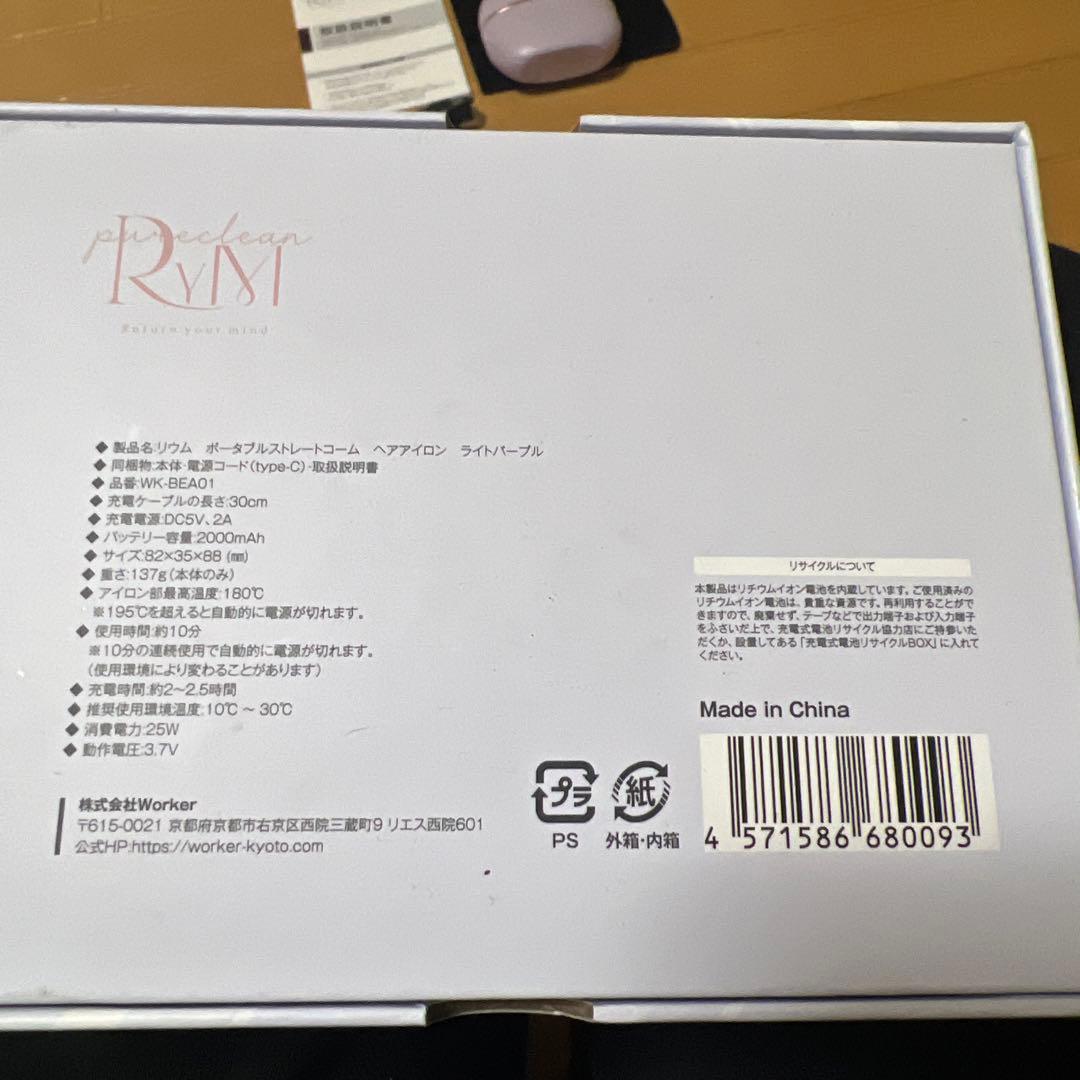 取扱説明書
pureclean
RYM
Return your mind
◆ 製品名:リウム ポータブルストレートコーム ヘアアイロン ライトパープル
◆ 同梱物:本体・電源コード(type-C)・取扱説明書
◆ 品番:WK-BEA01
◆ 充電ケーブルの長さ:30cm
◆ 充電電源:DC5V、2A
◆ バッテリー容量:2000mAh
◆ サイズ:82×35×88 (㎜)
◆ 重さ:137g(本体のみ)
◆ アイロン部最高温度:180℃
※195℃を超えると自動的に電源が切れます。
◆ 使用時間:約10分
※10分の連続使用で自動的に電源が切れます。
(使用環境により変わることがあります)
◆ 充電時間:約2〜2.5時間
◆ 推奨使用環境温度:10℃ 〜 30℃
◆ 消費電力:25W
◆ 動作電圧:3.7V
株式会社Worker
〒615-0021 京都府京都市右京区西院三蔵町9 リエス西院601
公式HP:https://worker-kyoto.com
リサイクルについて
本製品はリチウムイオン電池を内蔵しています。ご使用済みの
リチウムイオン電池は、貴重な資源です。再利用することがで
きますので、廃棄せず、テープなどで出力端子および入力端子
をふさいだ上で、充電式電池リサイクル協力店にご持参いた
だくか、設置してある「充電式電池リサイクルBOX」に入れて
ください。
Made in China
プラ
PS
紙
外箱・内箱
4 571586 680093